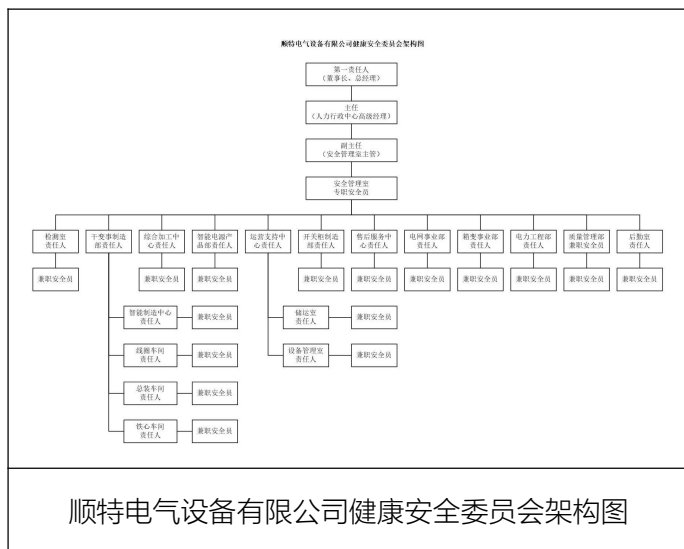 顺特电气设备有限公司健康安全委员会架构图
第一责任人
（董事长、总经理）
主任
（人力行政中心高级经理）
副主任
（安全管理室主管）
安全管理室
专职安全员
检测室
责任人
干变事制造
部责任人
综合加工中
心责任人
智能电源产
品部责任人
运营支持中
心责任人
开关柜制造
部责任人
售后服务中
心责任人
电网事业部
责任人
箱变事业部
责任人
电力工程部
责任人
质量管理部
兼职安全员
后勤室
责任人
兼职安全员
兼职安全员
兼职安全员
兼职安全员
兼职安全员
兼职安全员
兼职安全员
兼职安全员
兼职安全员
兼职安全员
智能制造中心
责任人
兼职安全员
储运室
责任人
兼职安全员
线圈车间
责任人
兼职安全员
设备管理室
责任人
兼职安全员
总装车间
责任人
兼职安全员
铁心车间
责任人
兼职安全员
顺特电气设备有限公司健康安全委员会架构图